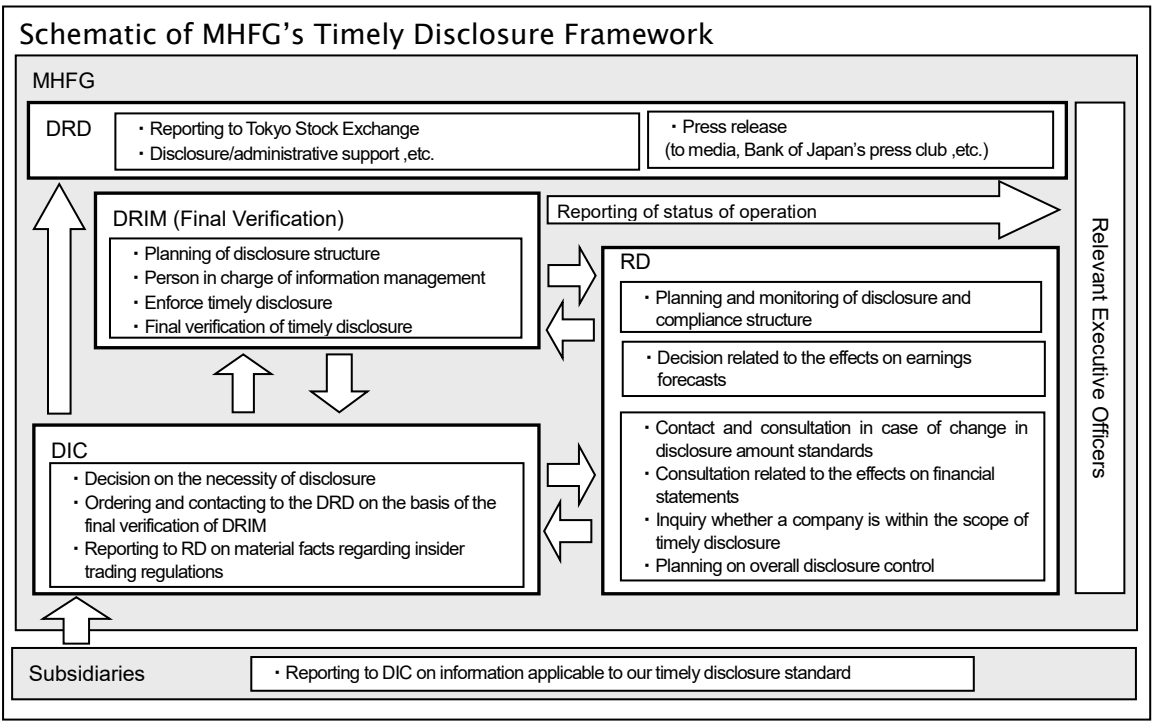 Schematic of MHFG's Timely Disclosure Framework
MHFG
DRD
・Reporting to Tokyo Stock Exchange
・Disclosure/administrative support ,etc.
・Press release
(to media, Bank of Japan's press club ,etc.)
DRIM (Final Verification)
・Planning of disclosure structure
・Person in charge of information management
・Enforce timely disclosure
・Final verification of timely disclosure
Reporting of status of operation
RD
・Planning and monitoring of disclosure and
compliance structure
・Decision related to the effects on earnings
forecasts
・Contact and consultation in case of change in
disclosure amount standards
・Consultation related to the effects on financial
statements
・Inquiry whether a company is within the scope of
timely disclosure
・Planning on overall disclosure control
Relevant Executive Officers
DIC
・Decision on the necessity of disclosure
・Ordering and contacting to the DRD on the basis of the
final verification of DRIM
・Reporting to RD on material facts regarding insider
trading regulations
Subsidiaries
・Reporting to DIC on information applicable to our timely disclosure standard